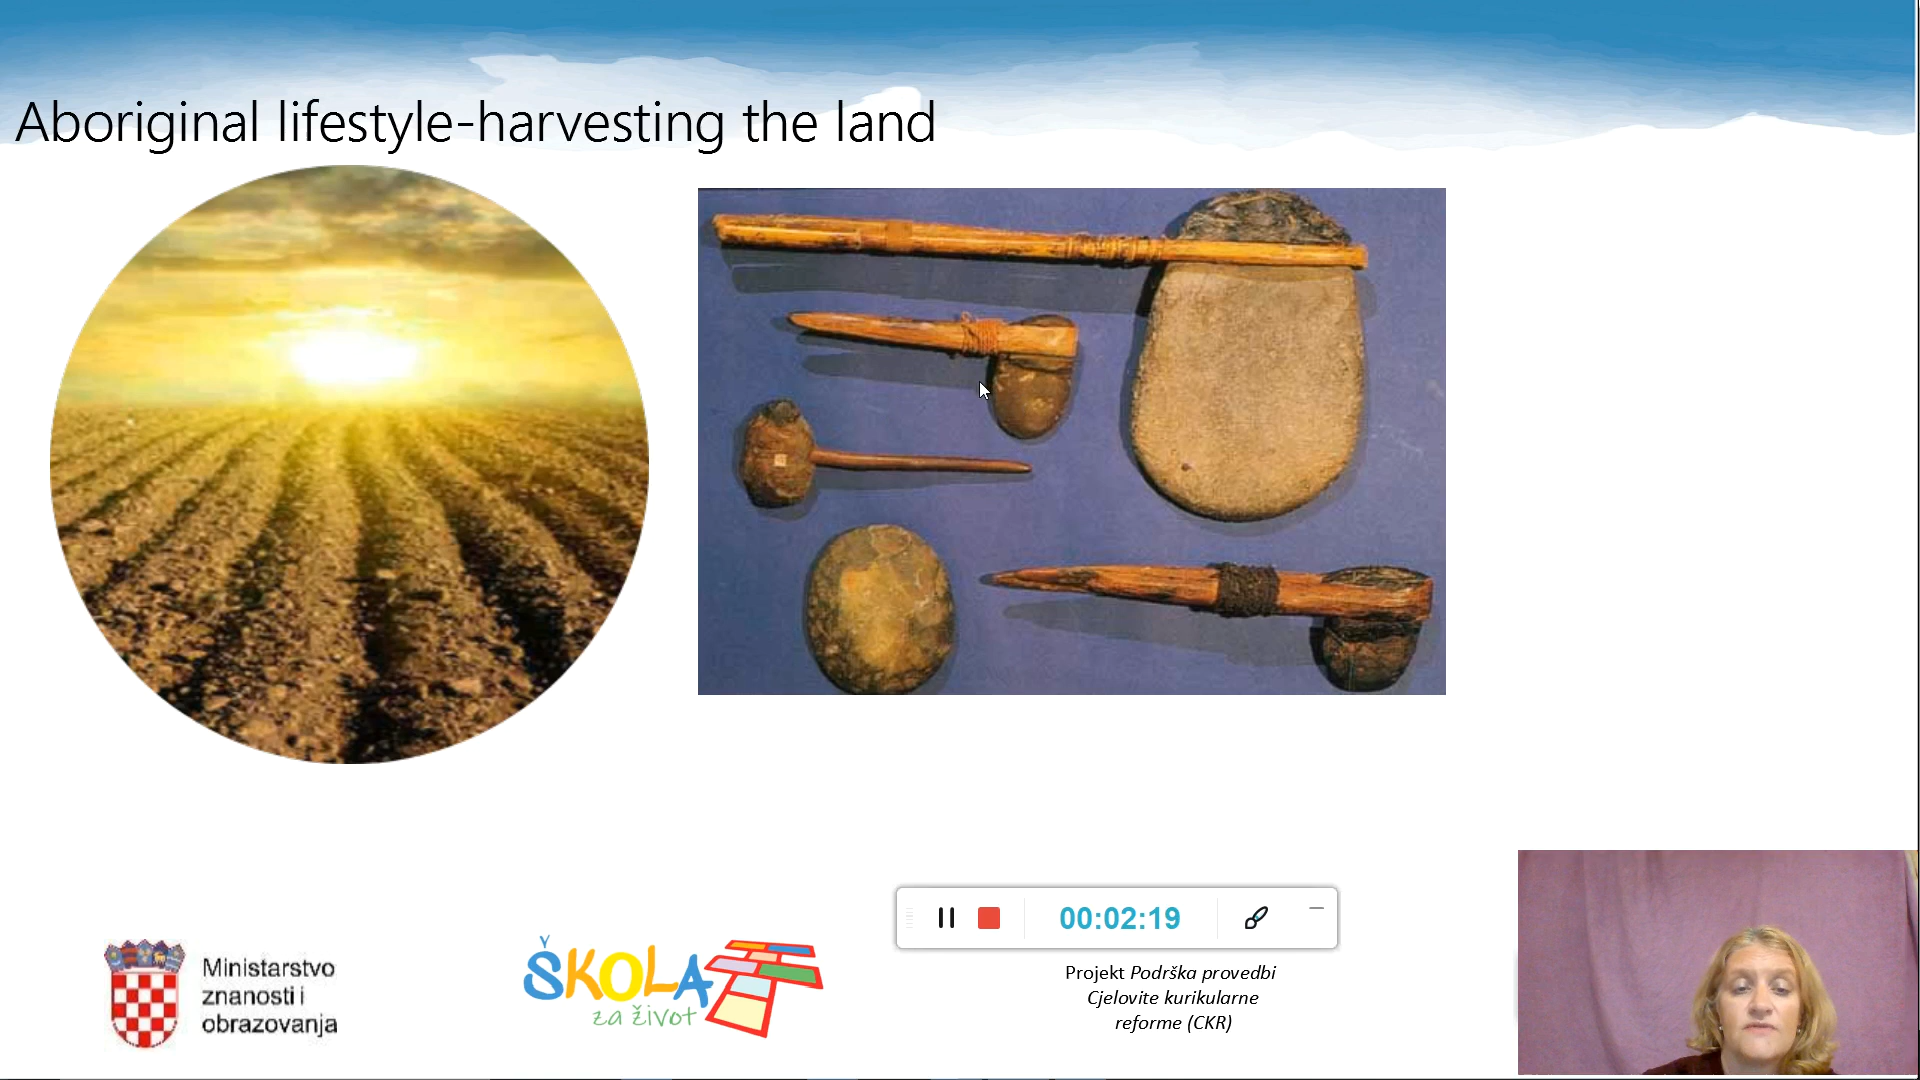 Aboriginal lifestyle-harvesting the land
00:02:19
Ministarstvo
znanosti i
obrazovanja
ŠKOLA
za život
Projekt Podrška provedbi
Cjelovite kurikularne
reforme (CKR)